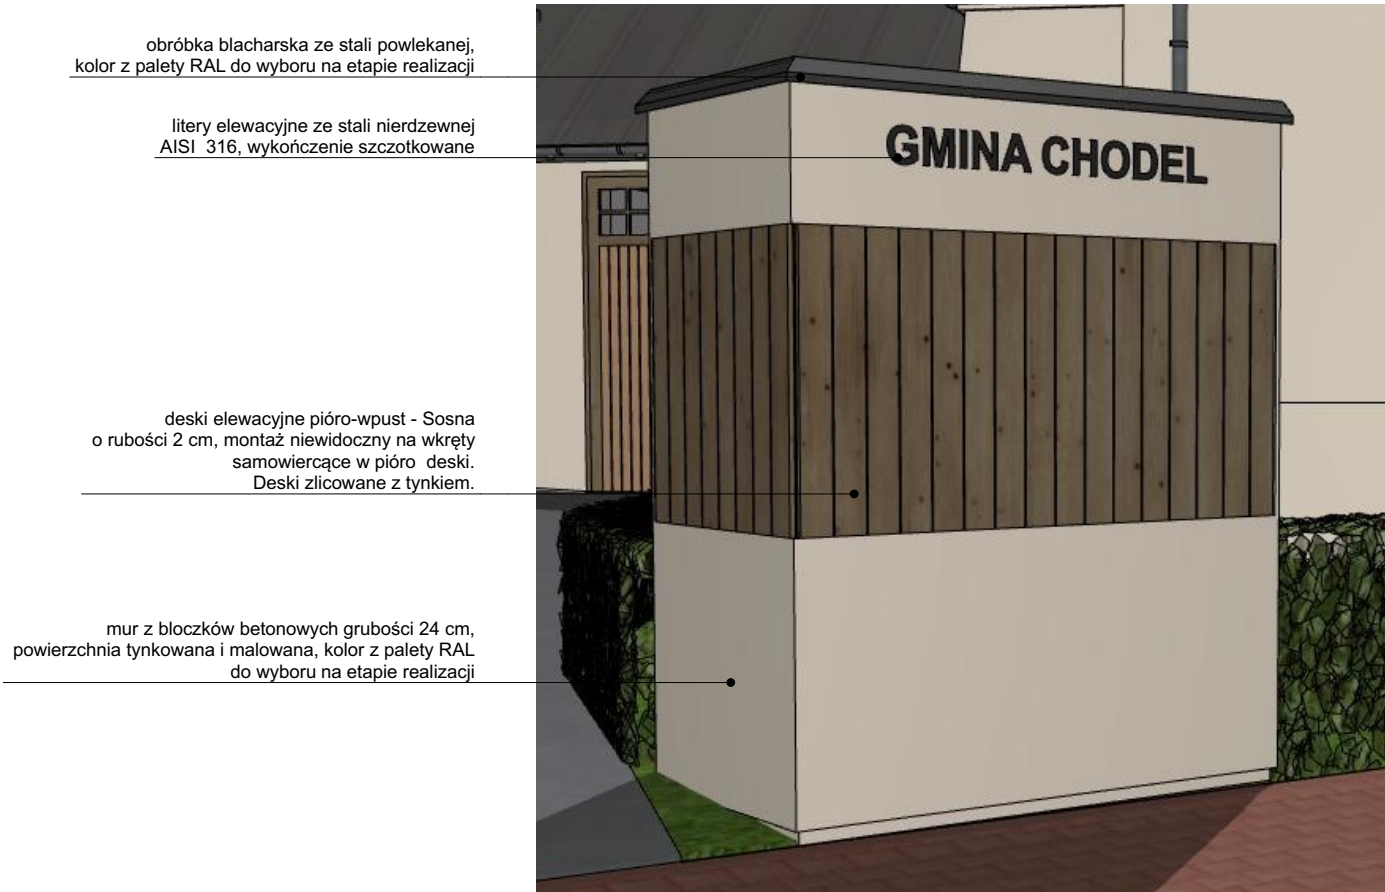 obróbka blacharska ze stali powlekanej,
kolor z palety RAL do wyboru na etapie realizacji
litery elewacyjne ze stali nierdzewnej
AISI 316, wykończenie szczotkowane
GMINA CHODEL
deski elewacyjne pióro-wpust - Sosna
o rubości 2 cm, montaż niewidoczny na wkręty
samowiercące w pióro deski.
Deski zlicowane z tynkiem.
mur z bloczków betonowych grubości 24 cm,
powierzchnia tynkowana i malowana, kolor z palety RAL
do wyboru na etapie realizacji